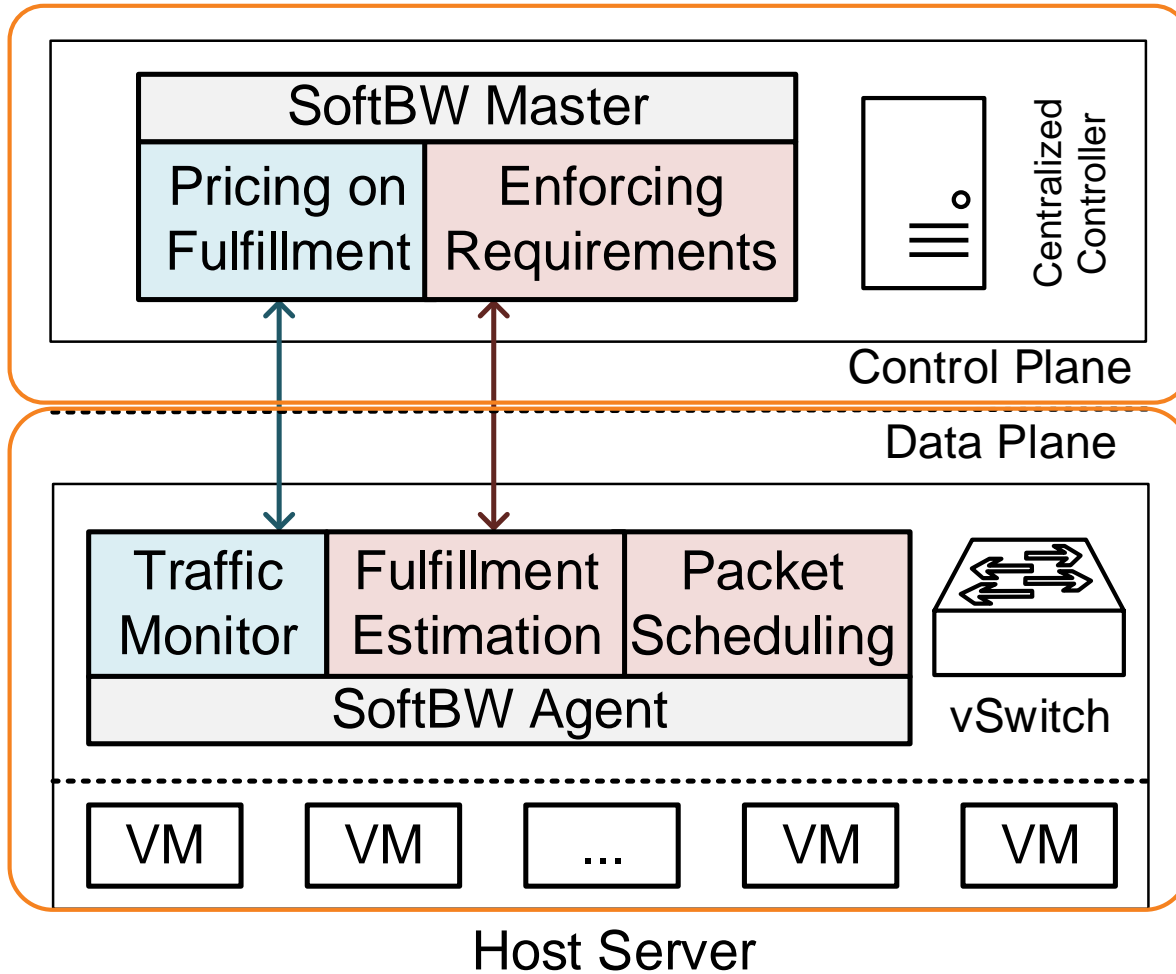 SoftBW Master
Pricing on
Fulfillment
Enforcing
Requirements
Centralized
Controller
Control Plane
Data Plane
Traffic
Monitor
Fulfillment
Estimation
Packet
Scheduling
SoftBW Agent
vSwitch
VM
VM
...
VM
VM
Host Server